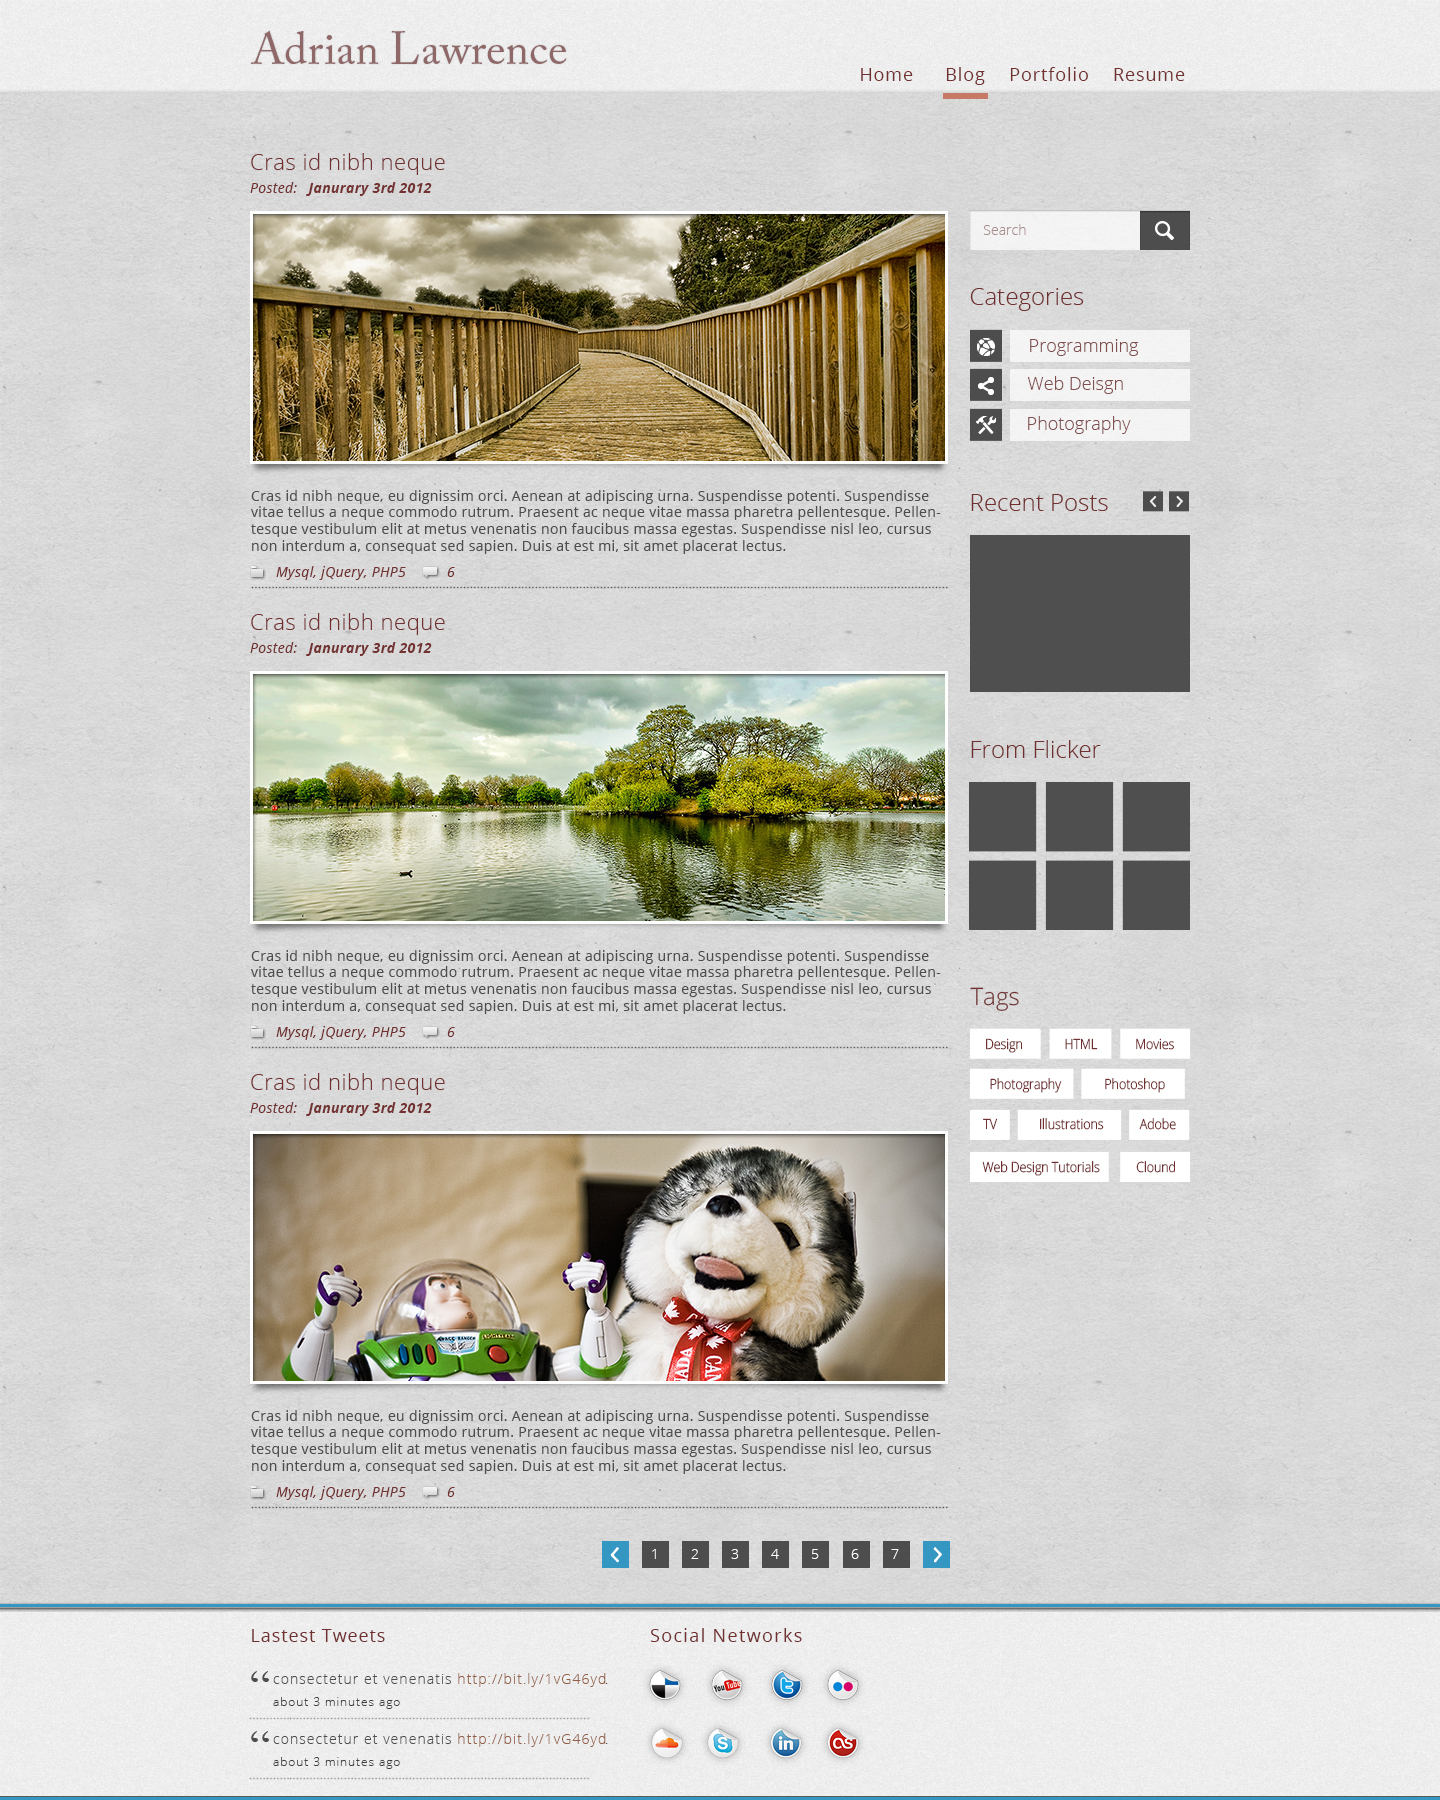 Adrian Lawrence
Home Blog Portfolio Resume
Cras id nibh neque
Posted: Janurary 3rd 2012
Cras id nibh neque, eu dignissim orci. Aenean at adipiscing urna. Suspendisse potenti. Suspendisse
vitae tellus a neque commodo rutrum. Praesent ac neque vitae massa pharetra pellentesque. Pellen-
tesque vestibulum elit at metus venenatis non faucibus massa egestas. Suspendisse nisl leo, cursus
non interdum a, consequat sed sapien. Duis at est mi, sit amet placerat lectus.
Mysql, jQuery, PHP5 6
Cras id nibh neque
Posted: Janurary 3rd 2012
Cras id nibh neque, eu dignissim orci. Aenean at adipiscing urna. Suspendisse potenti. Suspendisse
vitae tellus a neque commodo rutrum. Praesent ac neque vitae massa pharetra pellentesque. Pellen-
tesque vestibulum elit at metus venenatis non faucibus massa egestas. Suspendisse nisl leo, cursus
non interdum a, consequat sed sapien. Duis at est mi, sit amet placerat lectus.
Mysql, jQuery, PHP5 6
Cras id nibh neque
Posted: Janurary 3rd 2012
SPACE RANGER
CANADA
Cras id nibh neque, eu dignissim orci. Aenean at adipiscing urna. Suspendisse potenti. Suspendisse
vitae tellus a neque commodo rutrum. Praesent ac neque vitae massa pharetra pellentesque. Pellen-
tesque vestibulum elit at metus venenatis non faucibus massa egestas. Suspendisse nisl leo, cursus
non interdum a, consequat sed sapien. Duis at est mi, sit amet placerat lectus.
Mysql, jQuery, PHP5 6
1 2 3 4 5 6 7
Search
Categories
Programming
Web Deisgn
Photography
Recent Posts
From Flicker
Tags
Design HTML Movies
Photography Photoshop
TV Illustrations Adobe
Web Design Tutorials Clound
Lastest Tweets
“ consectetur et venenatis http://bit.ly/1vG46yd.
about 3 minutes ago
“ consectetur et venenatis http://bit.ly/1vG46yd.
about 3 minutes ago
Social Networks
You Tube
in